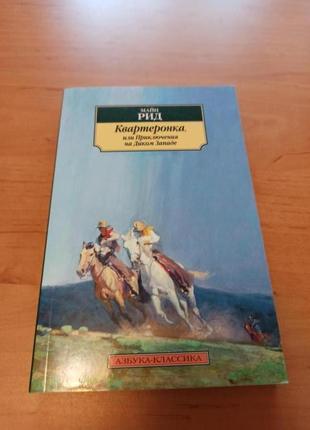 МАЙН
РИД
Квартеронка,
или Приключения
на Диком Западе
АЗБУКА-КЛАССИКА